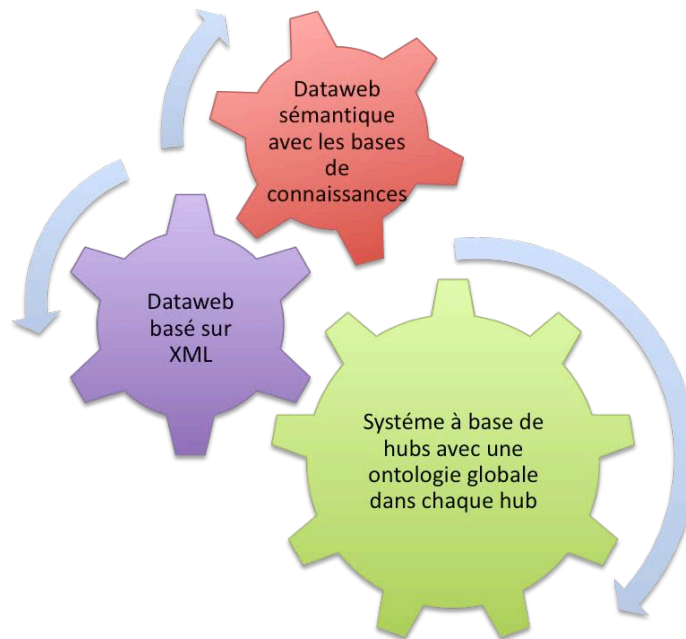 Dataweb
sémantique
avec les bases
de
connaissances
Dataweb
basé sur
XML
Systéme à base de
hubs avec une
ontologie globale
dans chaque hub